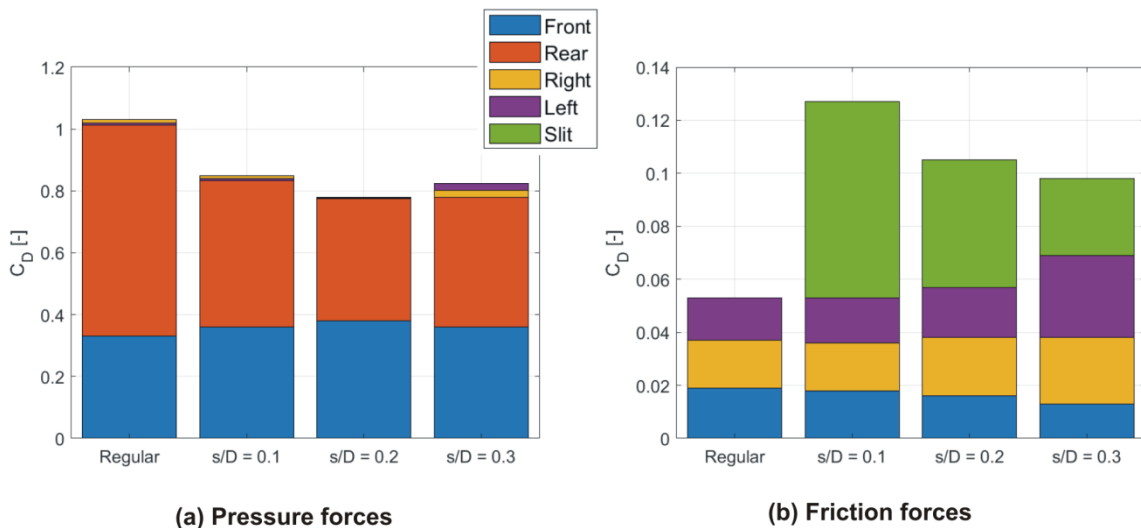 Front
Rear
Right
Left
Slit
1.2
1
0.8
0.6
0.4
0.2
0
C_D [-]
Regular
s/D = 0.1
s/D = 0.2
s/D = 0.3
(a) Pressure forces
0.14
0.12
0.1
0.08
0.06
0.04
0.02
0
C_D [-]
Regular
s/D = 0.1
s/D = 0.2
s/D = 0.3
(b) Friction forces